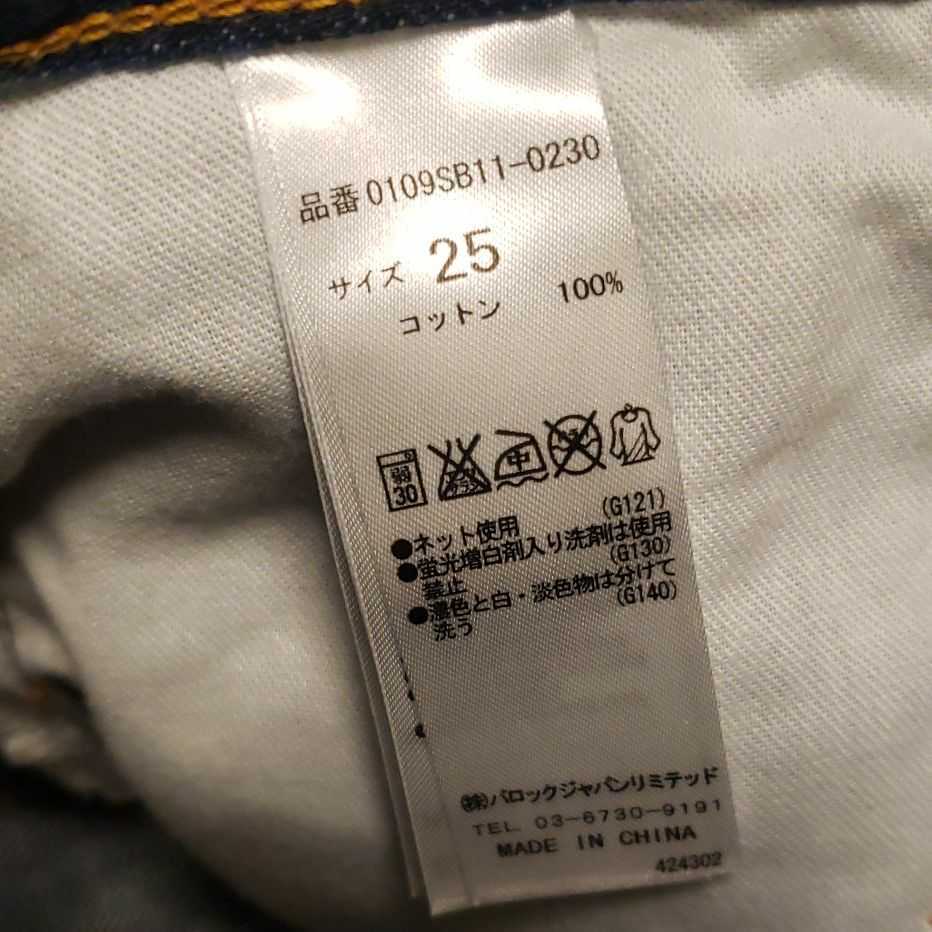 品番 0109SB11-0230
サイズ 25
コットン 100%
弱 30 中
●ネット使用 (G121)
●蛍光増白剤入り洗剤は使用
禁止 (G130)
●濃色と白・淡色物は分けて
洗う (G140)
㈱バロックジャパンリミテッド
TEL 03-6730-9191
MADE IN CHINA
424302